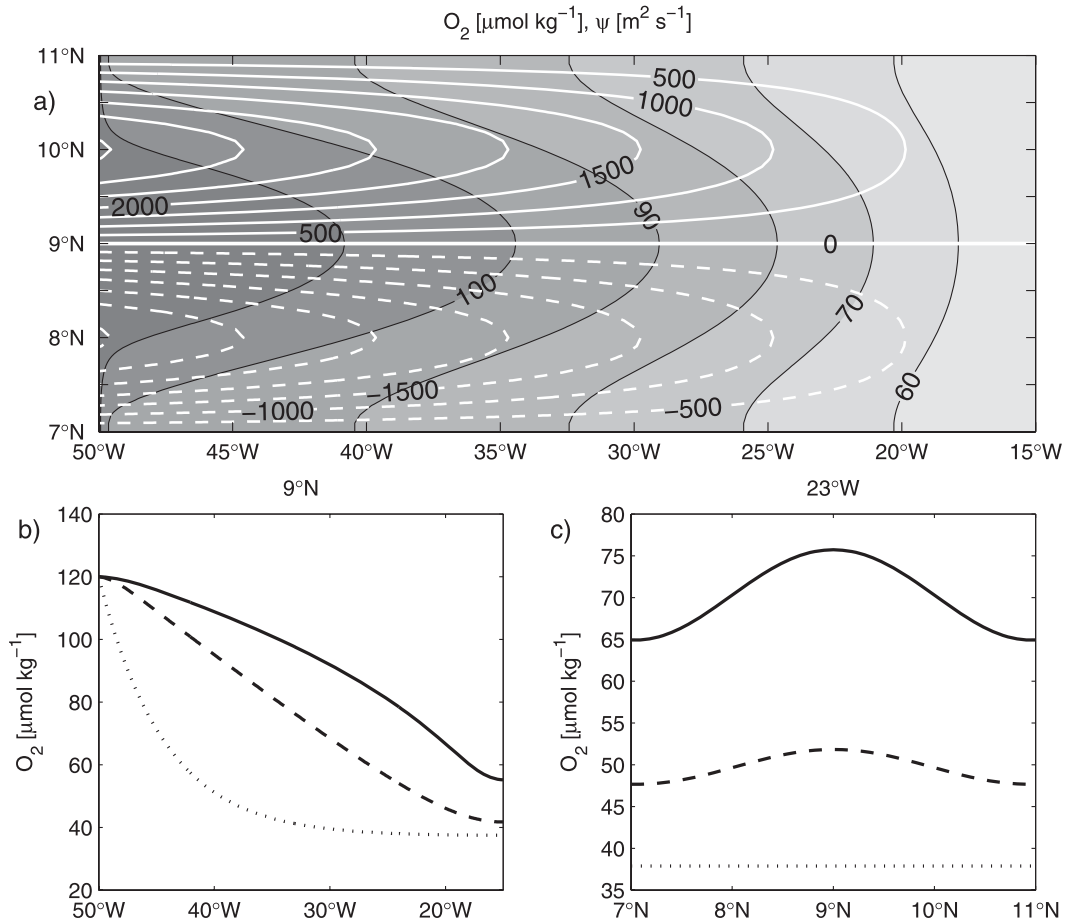 O2 [μmol kg−1], ψ [m2 s−1]
a)
11°N
10°N
9°N
8°N
7°N
500
1000
1500
2000
500
90
0
100
70
−1500
−1000
−500
60
50°W 45°W 40°W 35°W 30°W 25°W 20°W 15°W
b)
9°N
O2 [μmol kg−1]
140
120
100
80
60
40
20
50°W 40°W 30°W 20°W
c)
23°W
O2 [μmol kg−1]
80
75
70
65
60
55
50
45
40
35
7°N 8°N 9°N 10°N 11°N